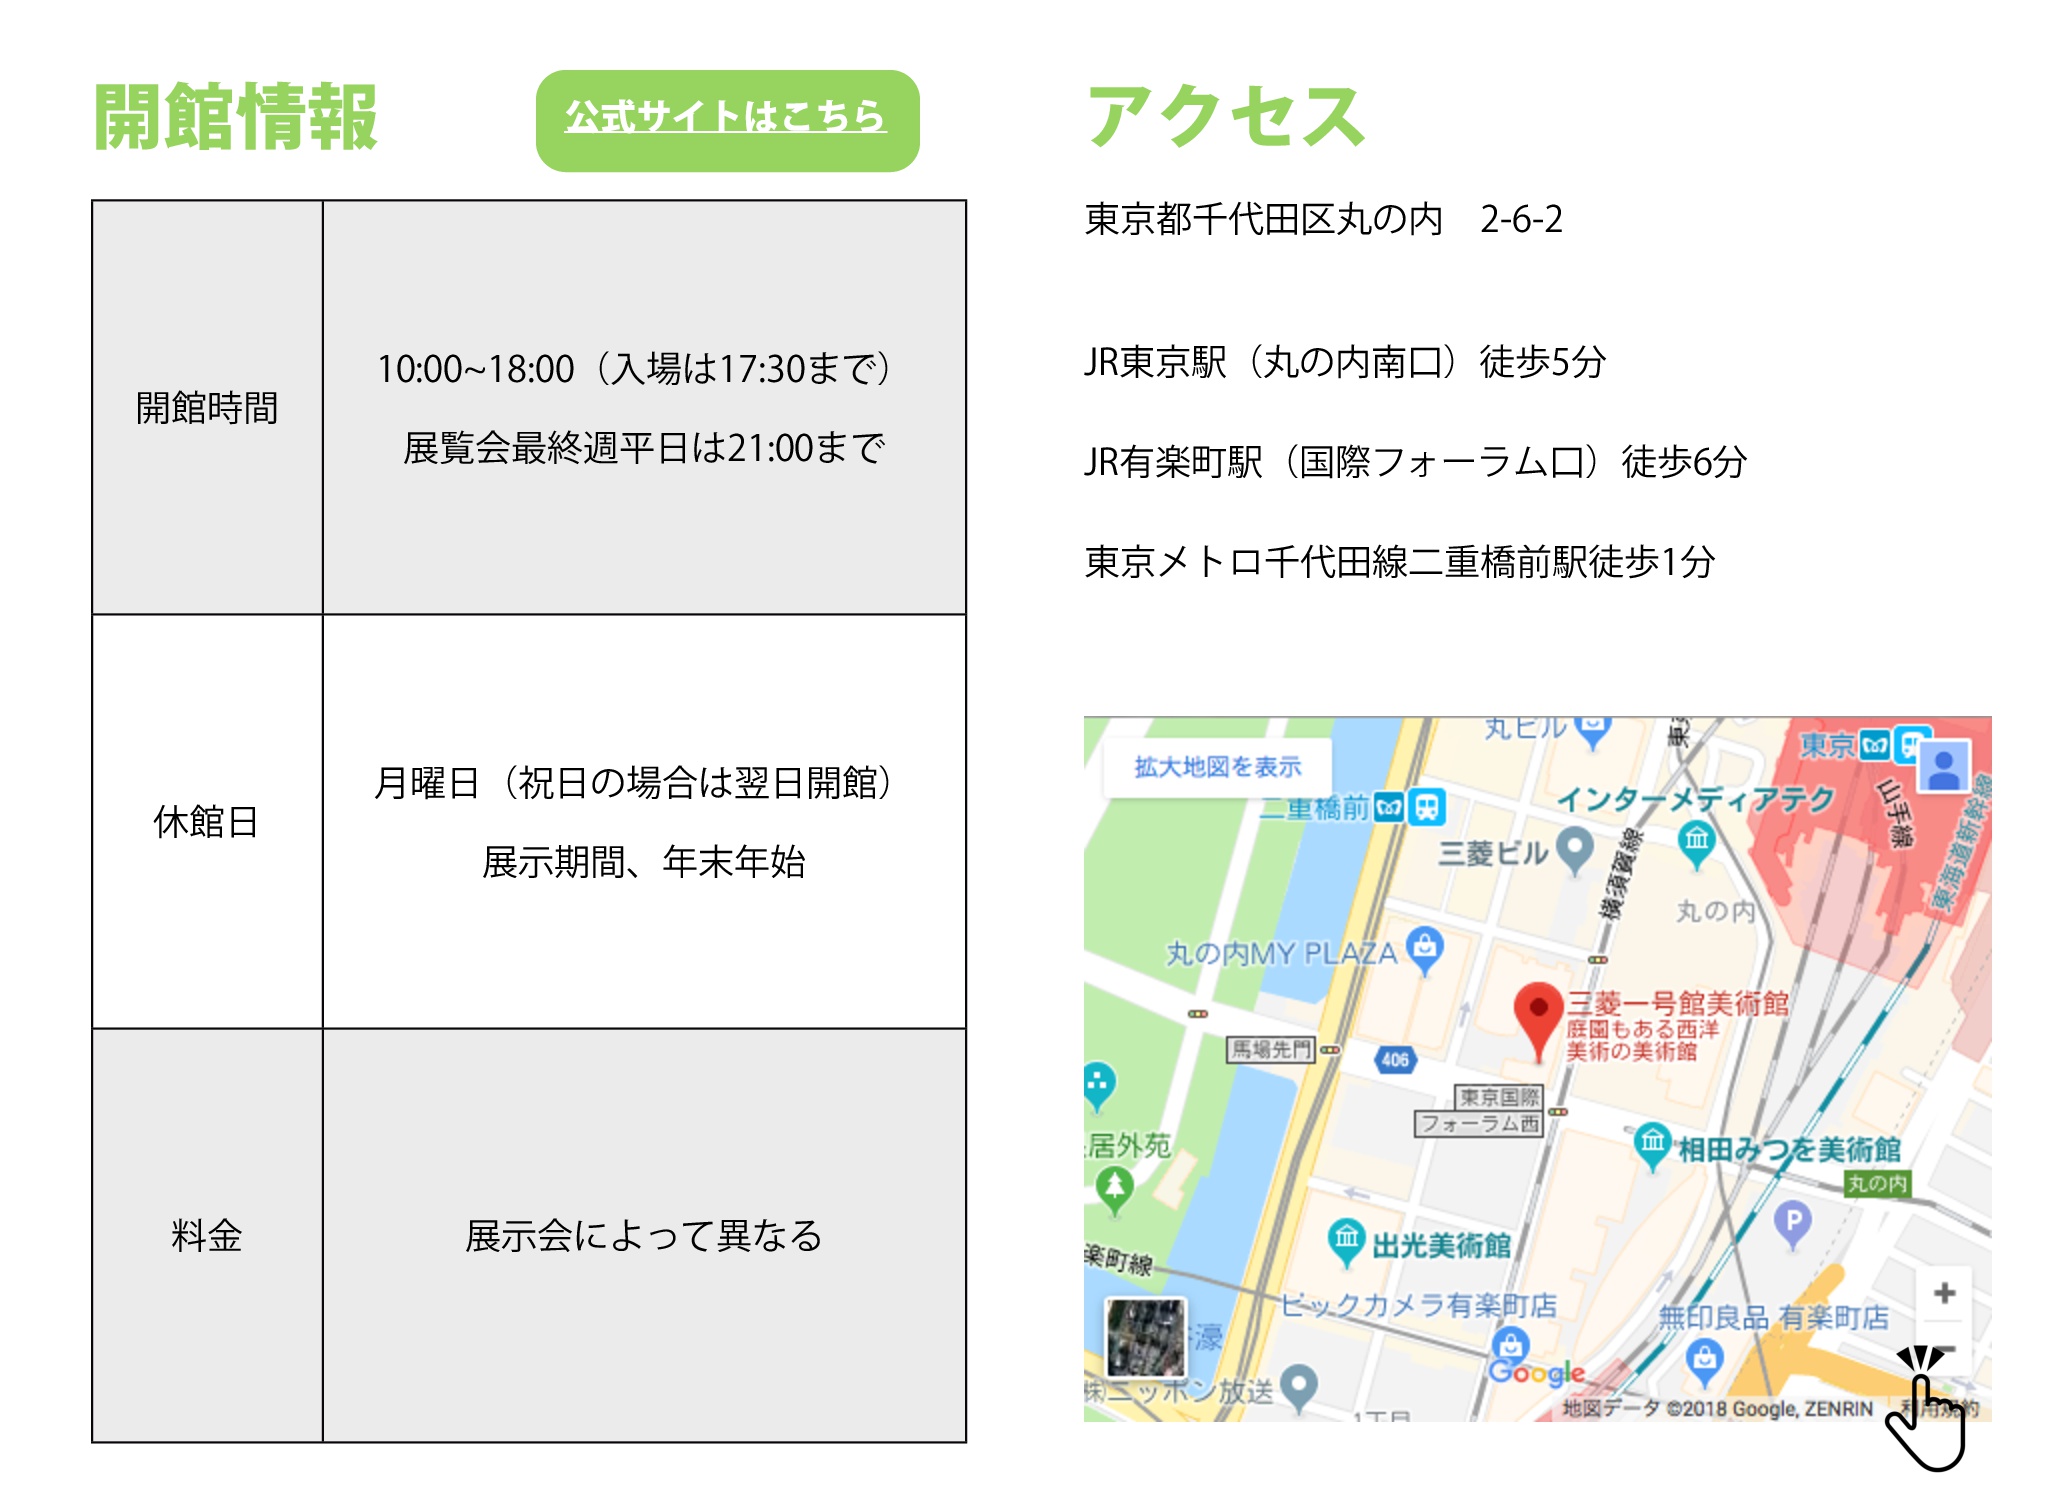 開館情報
公式サイトはこちら
開館時間
10:00~18:00（入場は17:30まで）
展覧会最終週平日は21:00まで
休館日
月曜日（祝日の場合は翌日開館）
展示期間、年末年始
料金
展示会によって異なる
アクセス
東京都千代田区丸の内　2-6-2
JR東京駅（丸の内南口）徒歩5分
JR有楽町駅（国際フォーラム口）徒歩6分
東京メトロ千代田線二重橋前駅徒歩1分
拡大地図を表示
丸ビル
東京
二重橋前
インターメディアテク
山手線
三菱ビル
横須賀線
東海道新幹線
丸の内
丸の内MY PLAZA
三菱一号館美術館
庭園もある西洋
美術の美術館
馬場先門
406
東京国際
フォーラム西
居外苑
相田みつを美術館
丸の内
P
出光美術館
楽町線
ビックカメラ有楽町店
無印良品 有楽町店
濠
+
Google
ニッポン放送
1丁目
地図データ ©2018 Google, ZENRIN
利用規約